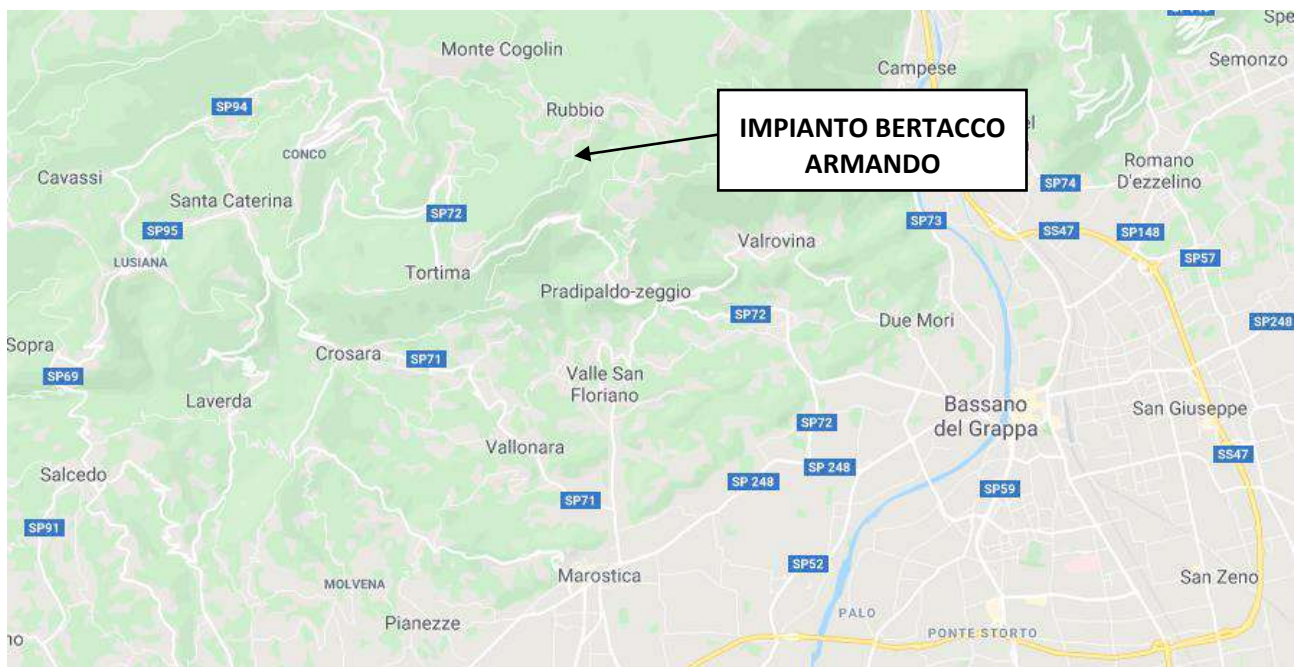 Spe
Monte Cogolin
Campese
Semonzo
SP94
Rubbio
IMPIANTO BERTACCO
ARMANDO
el
CONCO
Romano
D'ezzelino
Cavassi
Santa Caterina
SP74
SP72
SP73
SS47
SP148
SP95
Valrovina
LUSIANA
Tortima
SP57
Pradipaldo-zeggio
SP72
Due Mori
SP248
Sopra
Crosara
SP71
SP69
Valle San
Floriano
Laverda
Bassano
del Grappa
San Giuseppe
SP72
Vallonara
SS47
SP 248
SP 248
Salcedo
SP59
SP71
SP91
SP52
Marostica
San Zeno
MOLVENA
PALO
Pianezze
PONTE STORTO
no